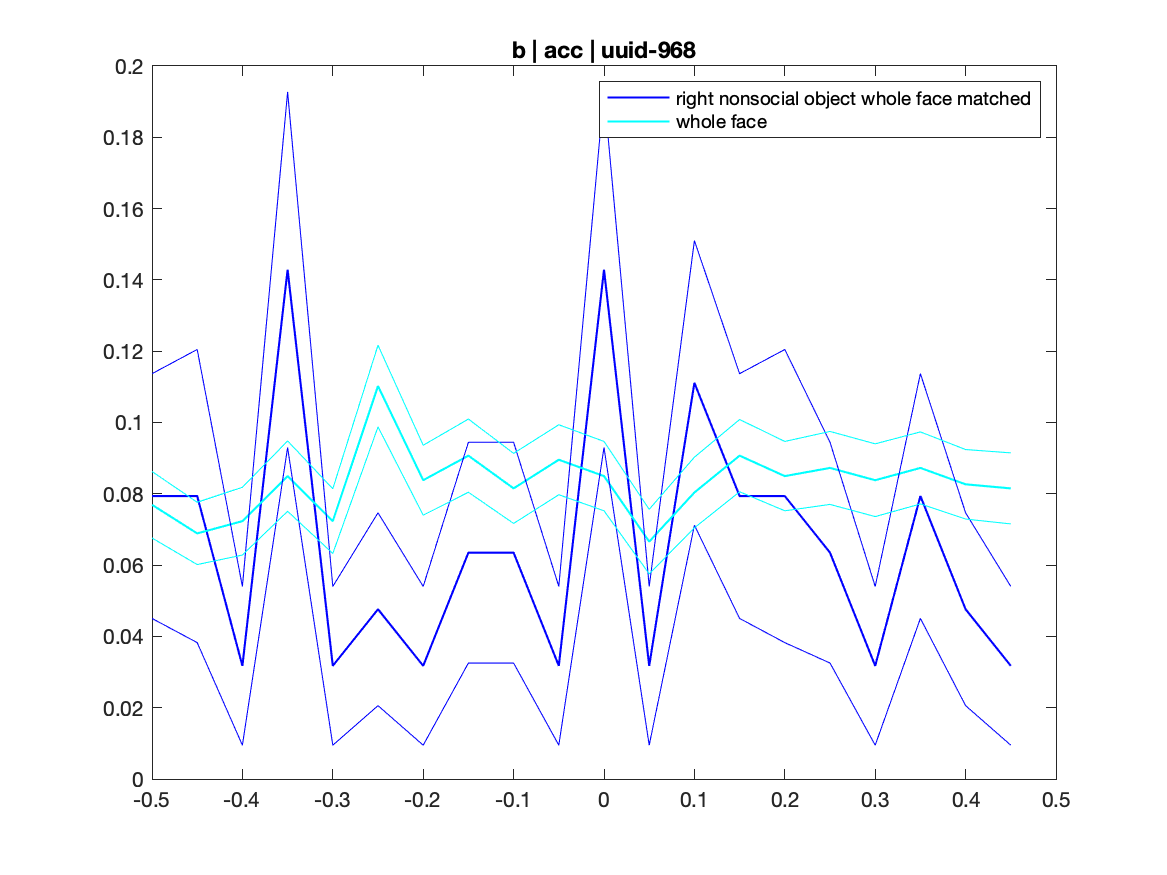 b | acc | uuid-968
right nonsocial object whole face matched
whole face
0.2
0.18
0.16
0.14
0.12
0.1
0.08
0.06
0.04
0.02
0
-0.5 -0.4 -0.3 -0.2 -0.1 0 0.1 0.2 0.3 0.4 0.5